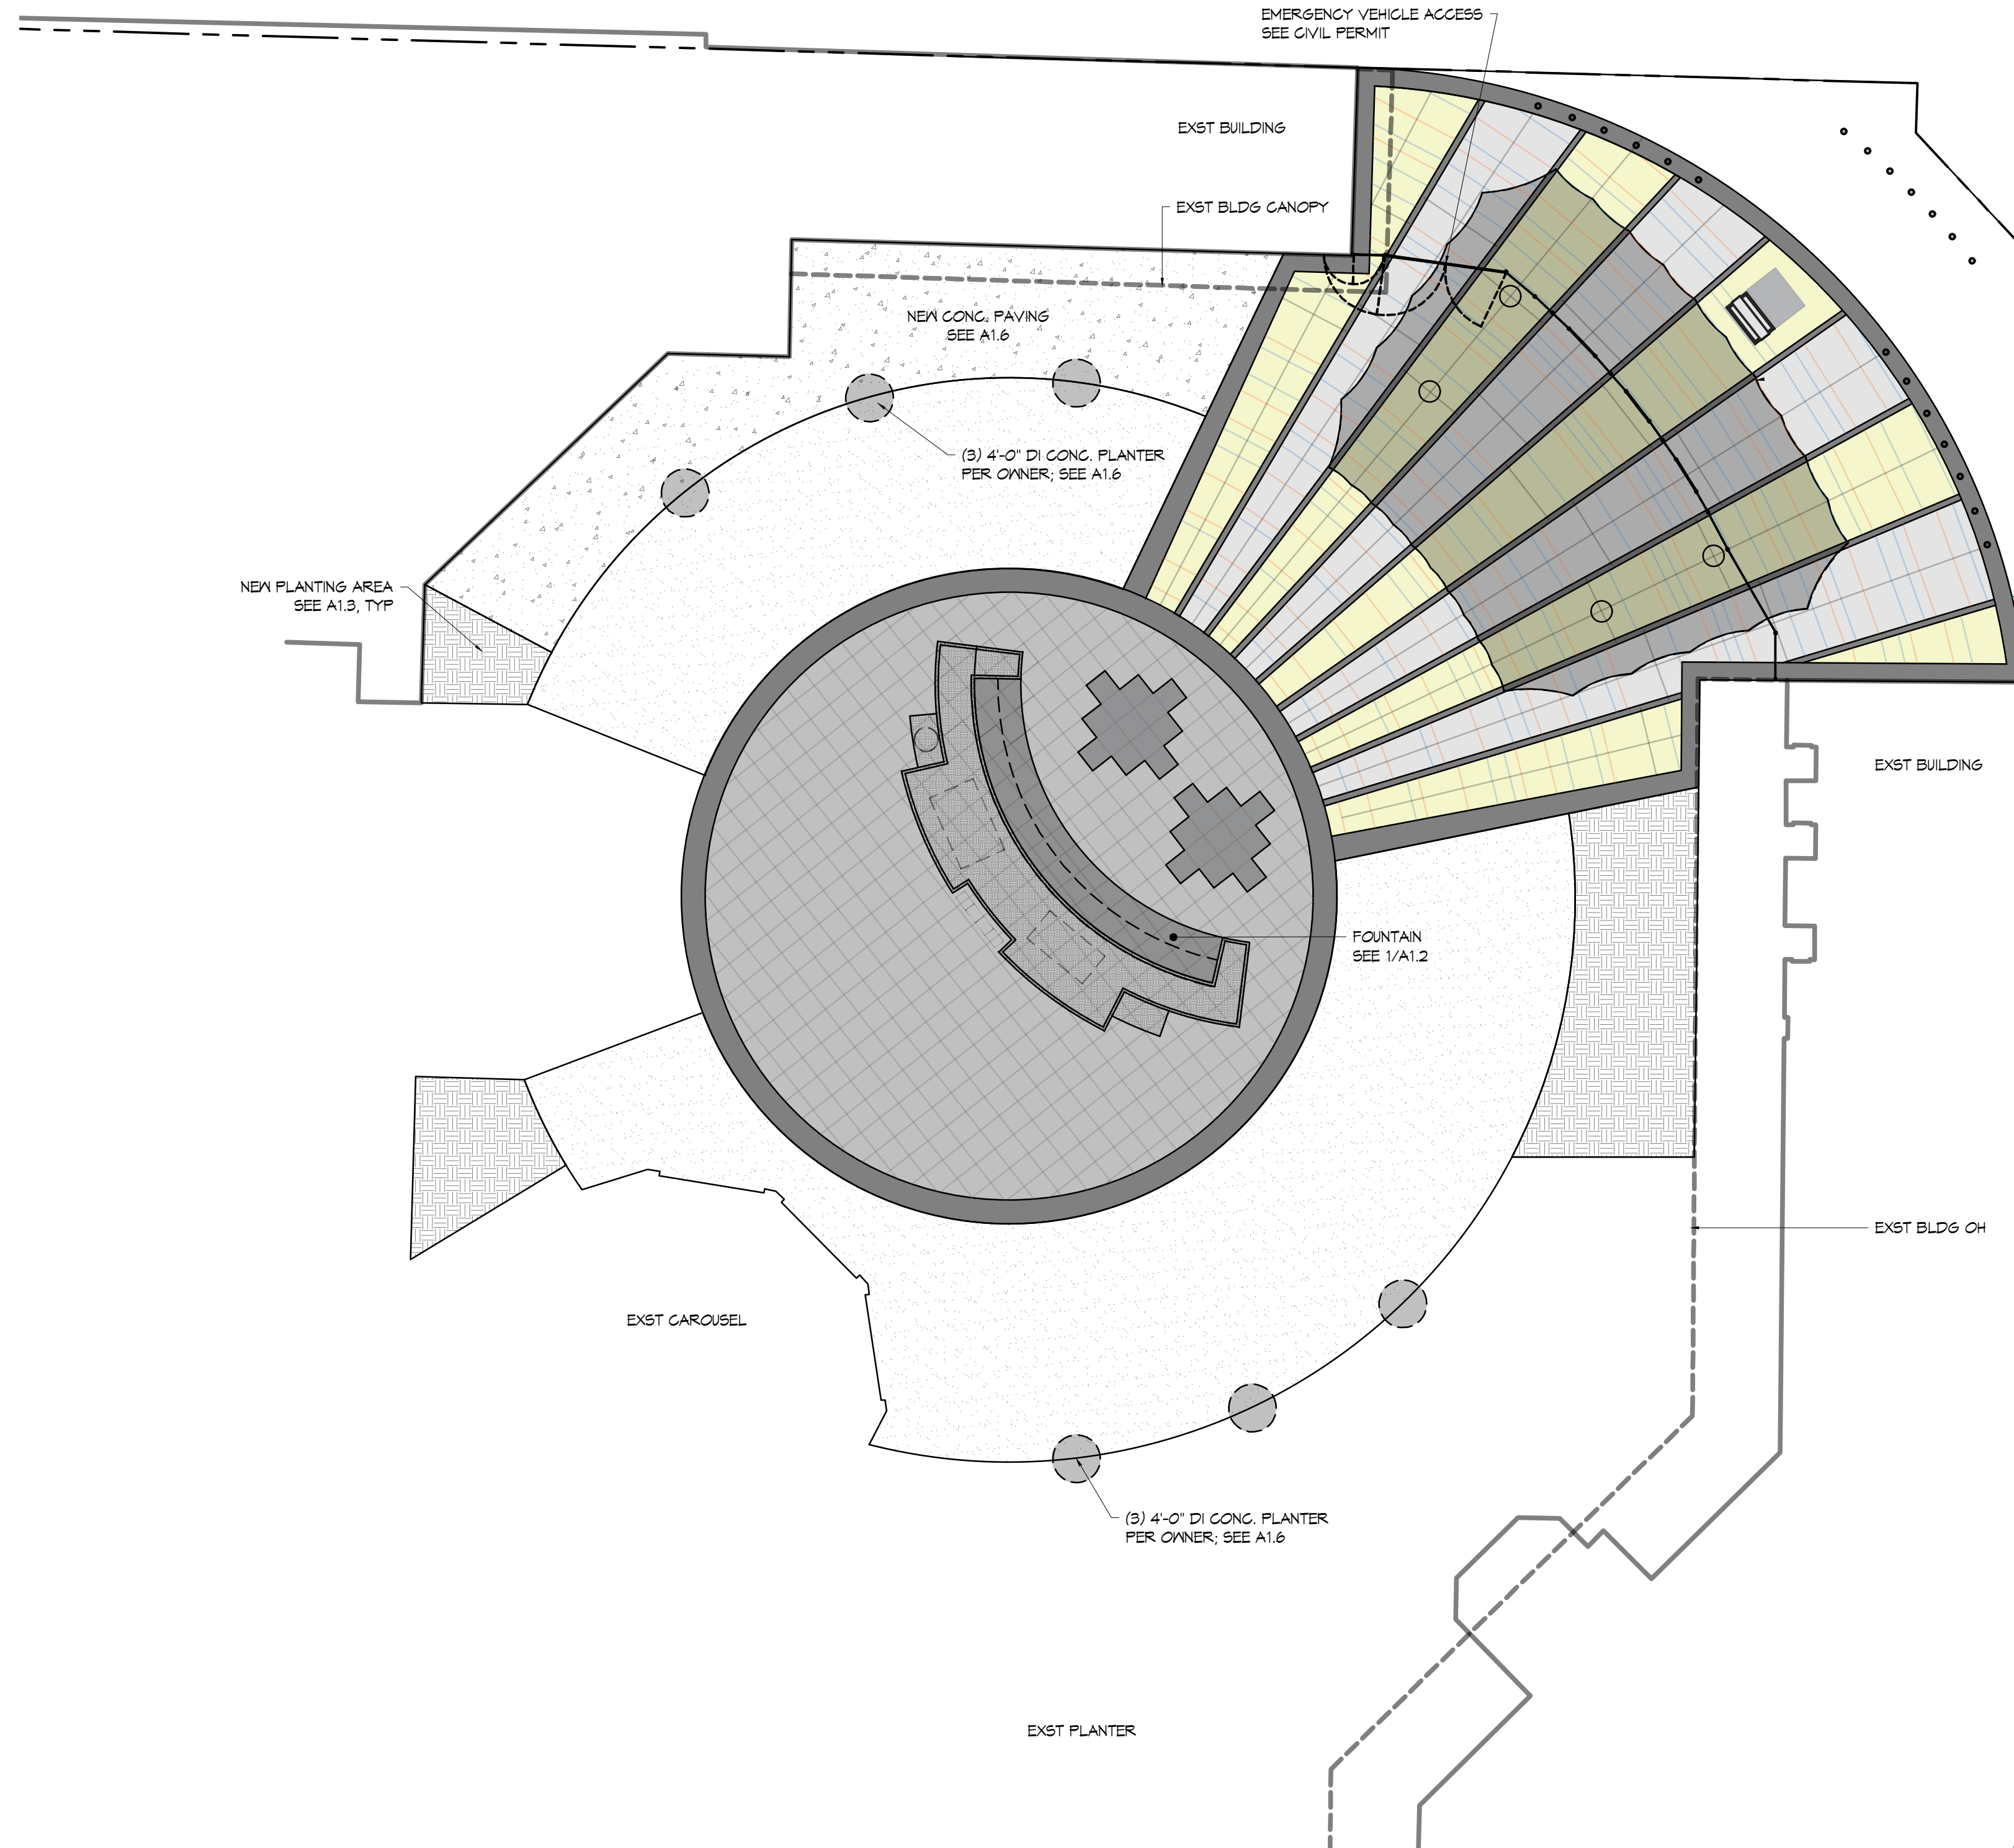 EMERGENCY VEHICLE ACCESS
SEE CIVIL PERMIT
EXST BUILDING
EXST BLDG CANOPY
NEW CONC. PAVING
SEE A1.6
(3) 4'-0" DI CONC. PLANTER
PER OWNER; SEE A1.6
NEW PLANTING AREA
SEE A1.3, TYP
EXST BUILDING
FOUNTAIN
SEE 1/A1.2
EXST BLDG OH
EXST CAROUSEL
(3) 4'-0" DI CONC. PLANTER
PER OWNER; SEE A1.6
EXST PLANTER